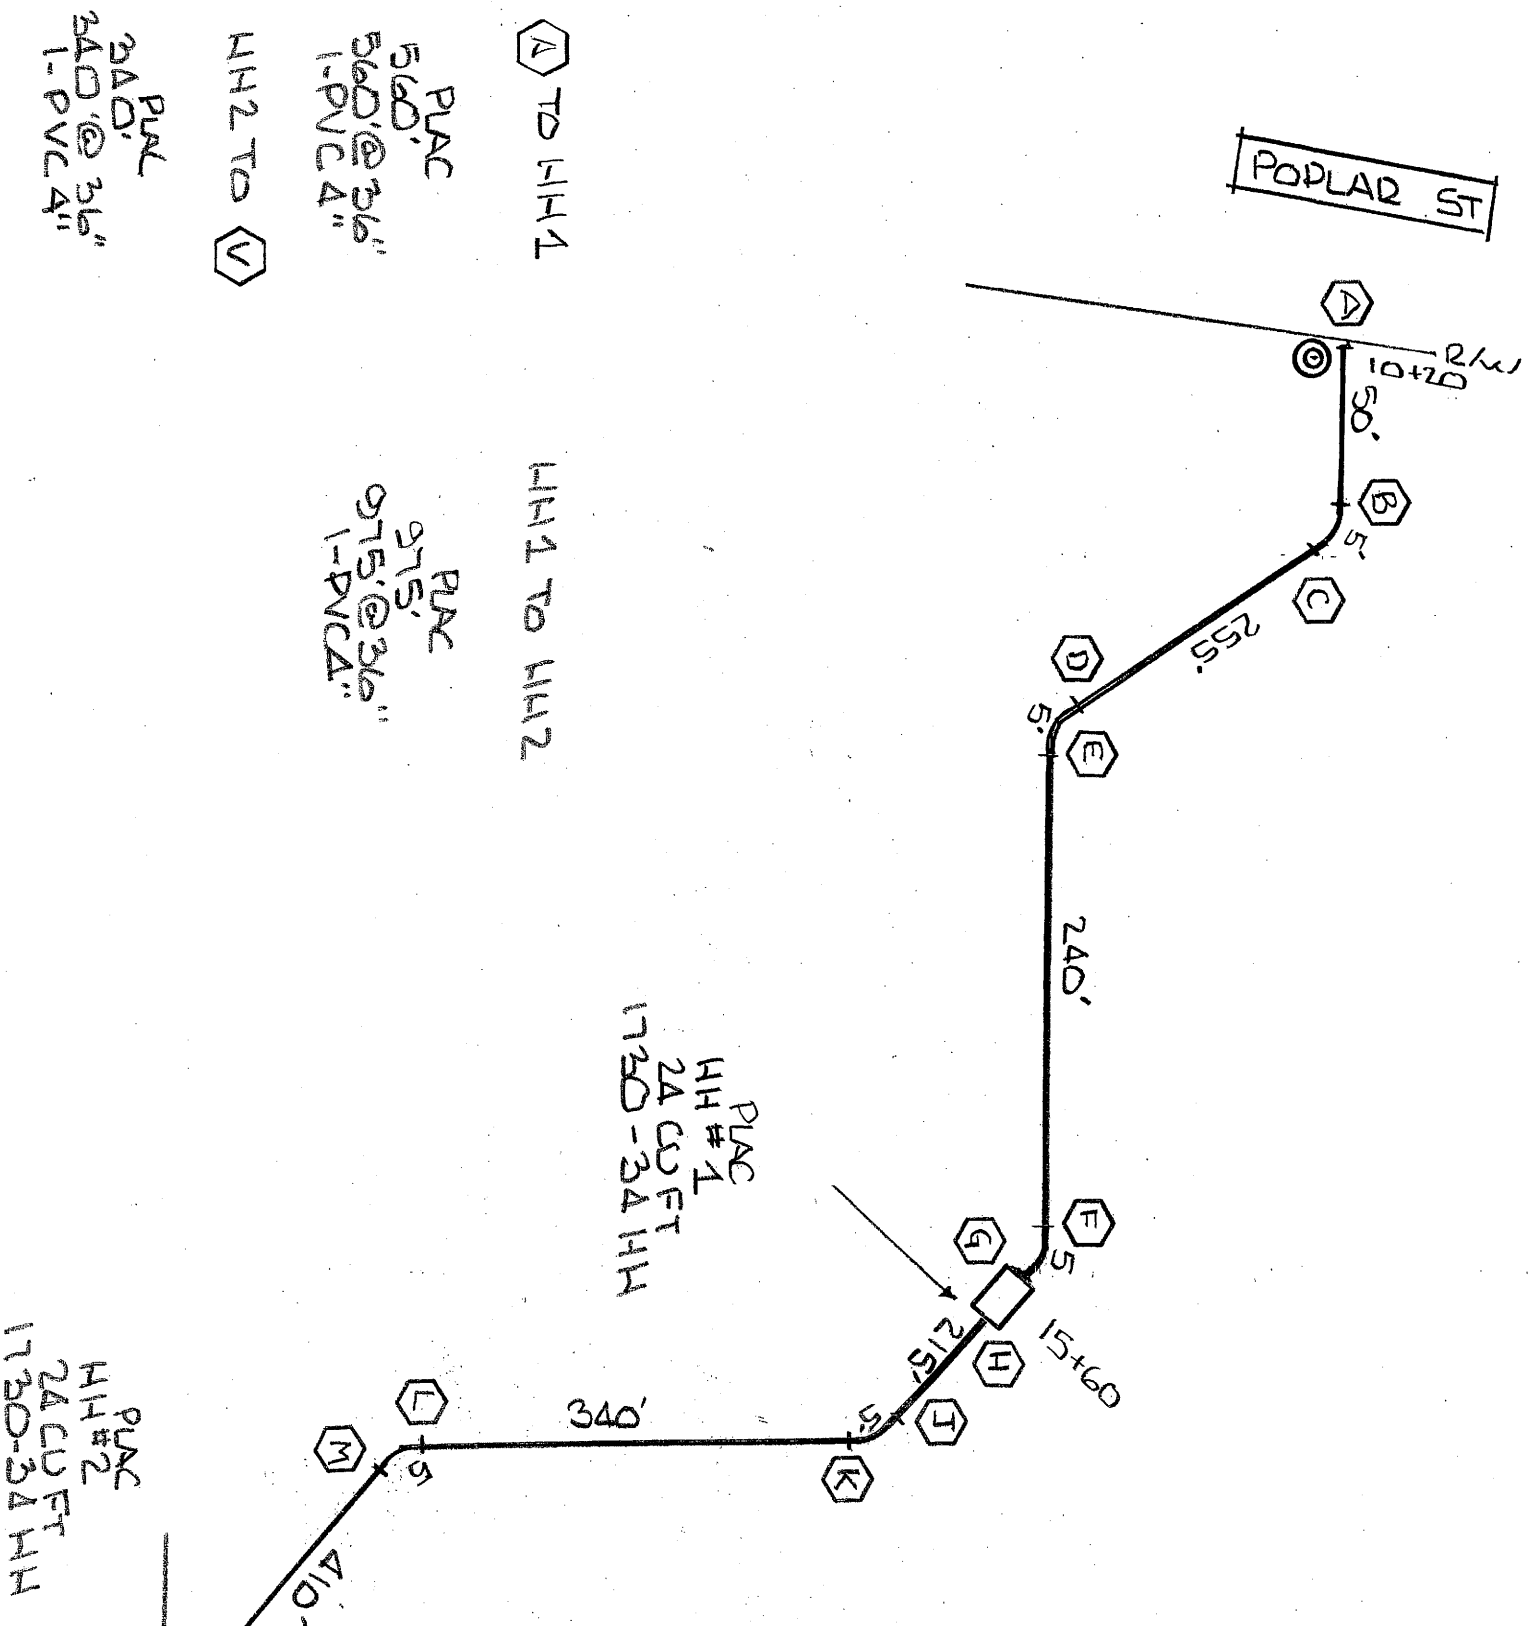 POPLAR ST
A
R/W
10+20
50'
B
5'
C
255'
D
5'
E
240'
F
5
G
15+60
H
215'
J
5'
K
340'
L
5
M
410'
PLAC
HH #1
24 CU FT
1730-34 HH
PLAC
HH #2
24 CU FT
1730-34 HH
A TO HH1
PLAC
560'
560'@36"
1-PVC 4"
HH1 TO HH2
PLAC
975'
975'@36"
1-PVC4"
HH2 TO V
PLAC
340'
340'@36"
1-PVC 4"